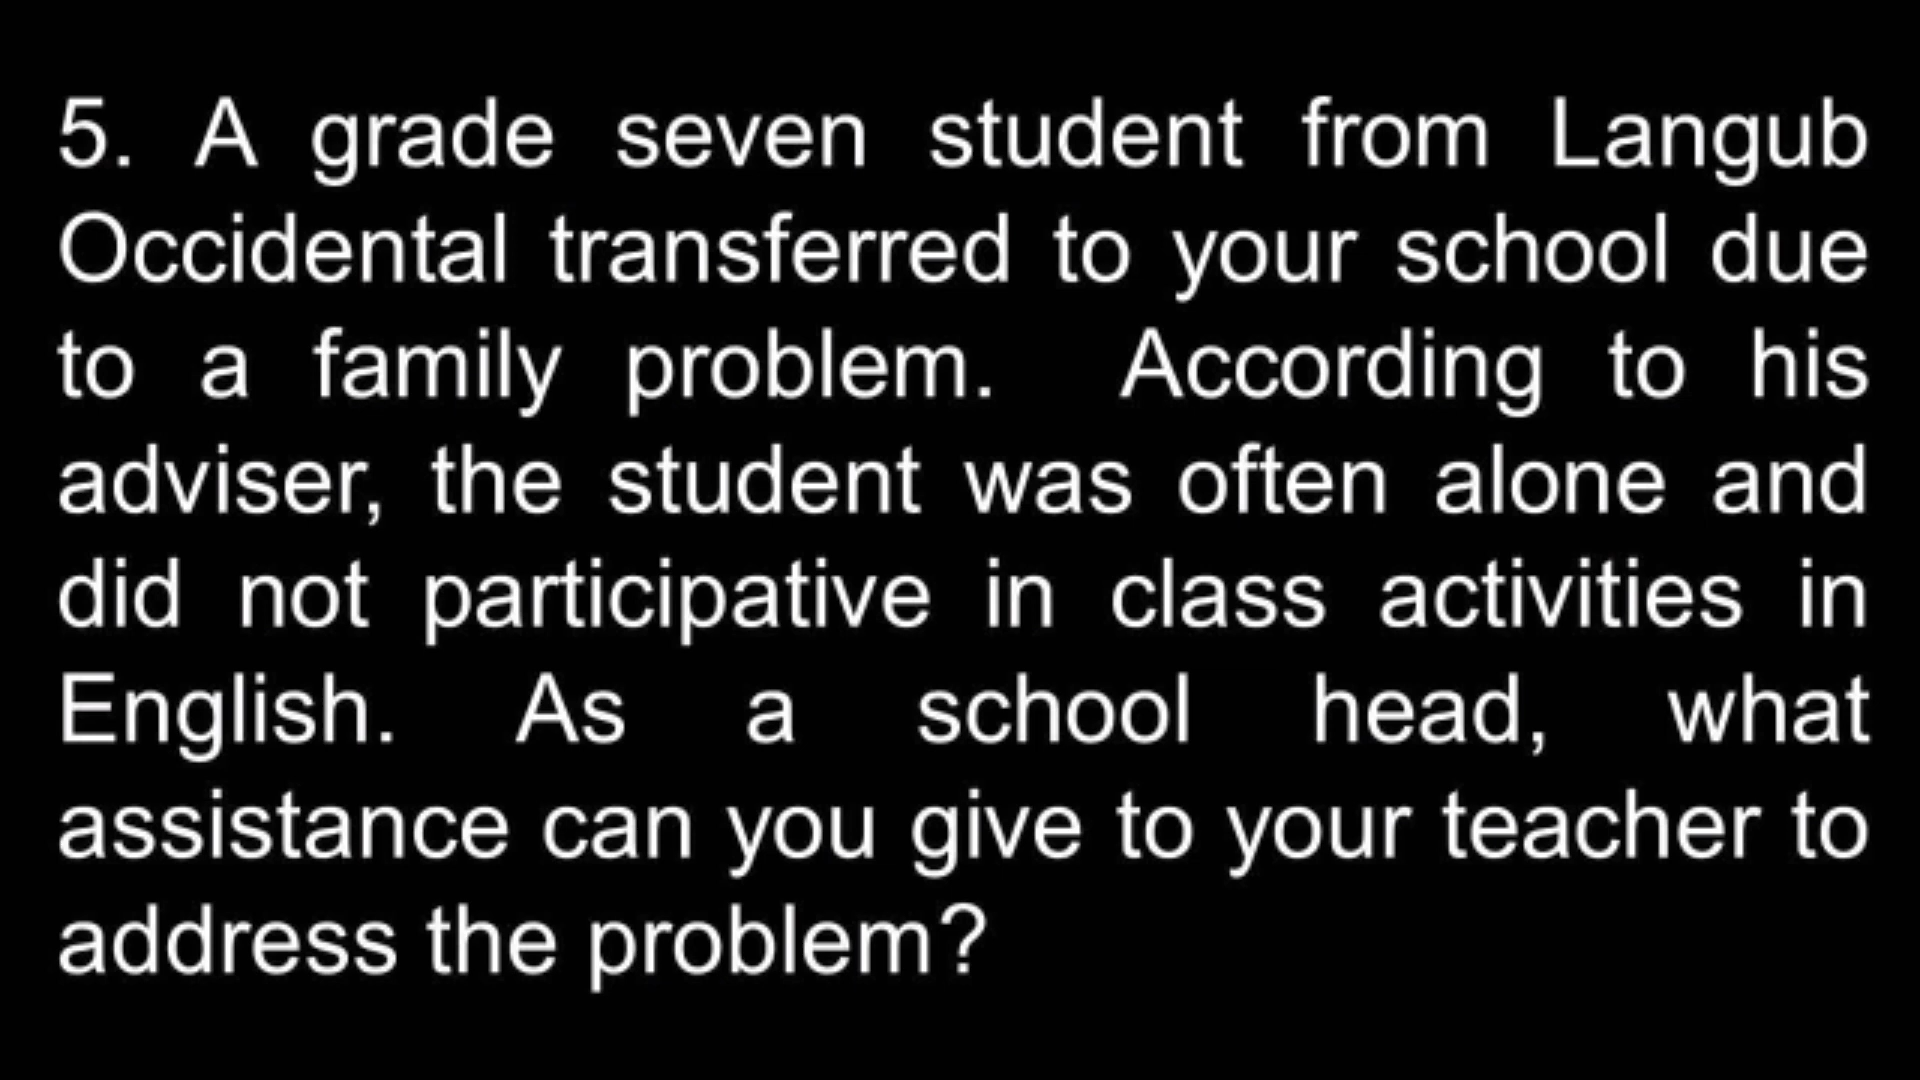 5. A grade seven student from Langub
Occidental transferred to your school due
to a family problem. According to his
adviser, the student was often alone and
did not participative in class activities in
English. As a school head, what
assistance can you give to your teacher to
address the problem?